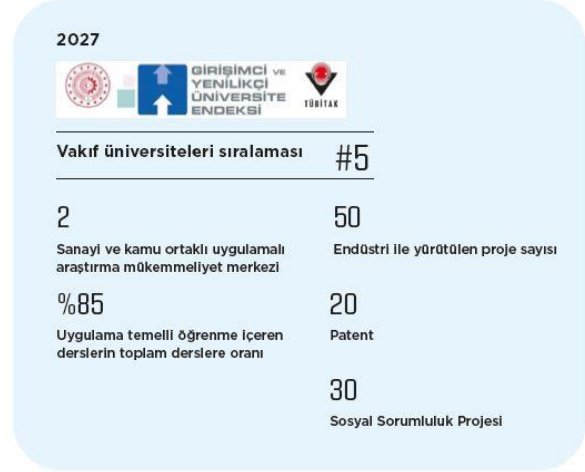 2027
GİRİŞİMCİ VE
YENİLİKÇİ
ÜNİVERSİTE
ENDEKSİ
TÜBİTAK
Vakıf üniversiteleri sıralaması
#5
2
Sanayi ve kamu ortaklı uygulamalı
araştırma mükemmeliyet merkezi
50
Endüstri ile yürütülen proje sayısı
%85
Uygulama temelli öğrenme içeren
derslerin toplam derslere oranı
20
Patent
30
Sosyal Sorumluluk Projesi